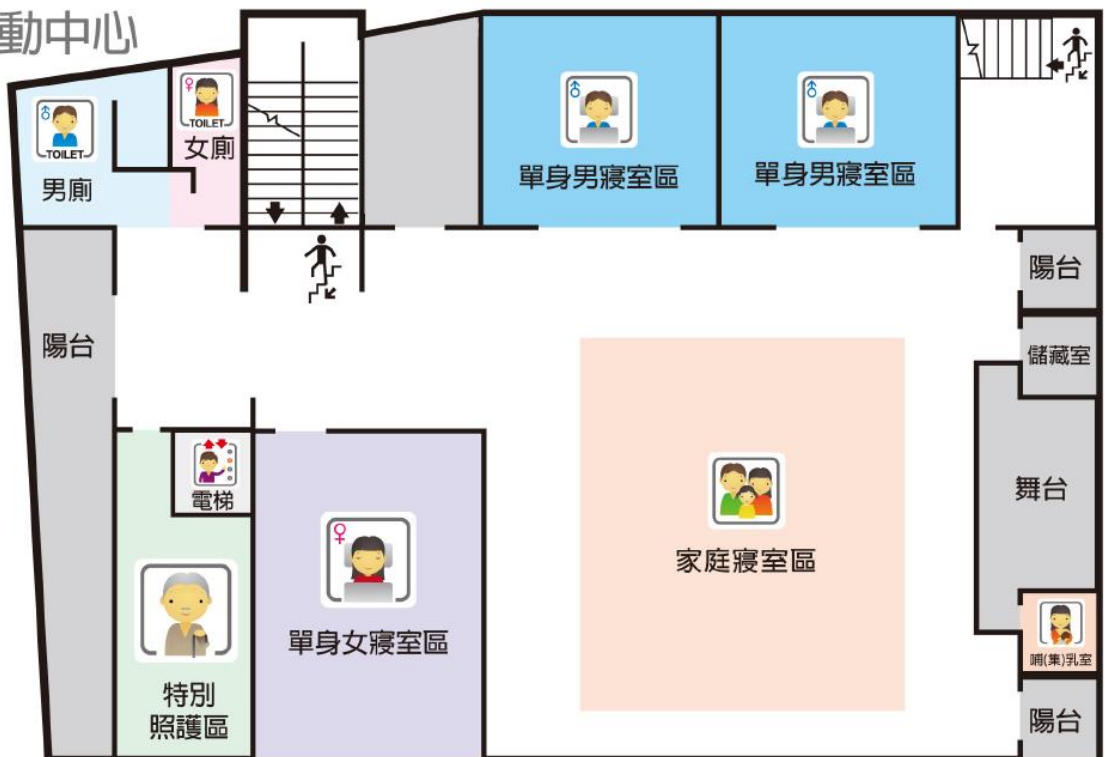 動中心
TOILET
男廁
TOILET
女廁
單身男寢室區
單身男寢室區
陽台
陽台
儲藏室
電梯
舞台
家庭寢室區
單身女寢室區
特別
照護區
哺(集)乳室
陽台